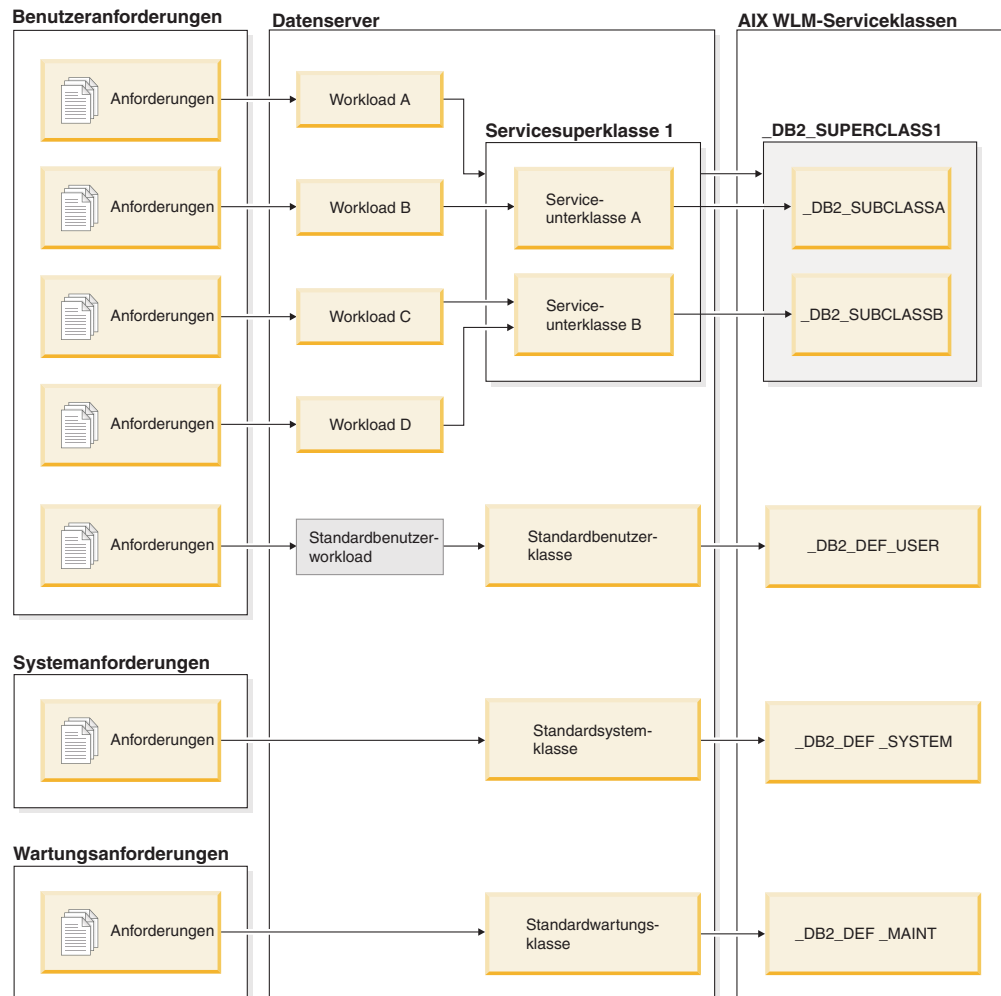 Benutzeranforderungen
Datenserver
AIX WLM-Serviceklassen
Anforderungen
Workload A
Servicesuperklasse 1
_DB2_SUPERCLASS1
Anforderungen
Workload B
Service-
unterklasse A
_DB2_SUBCLASSA
Anforderungen
Workload C
Service-
unterklasse B
_DB2_SUBCLASSB
Anforderungen
Workload D
Anforderungen
Standardbenutzer-
workload
Standardbenutzer-
klasse
_DB2_DEF_USER
Systemanforderungen
Anforderungen
Standardsystem-
klasse
_DB2_DEF _SYSTEM
Wartungsanforderungen
Anforderungen
Standardwartungs-
klasse
_DB2_DEF _MAINT